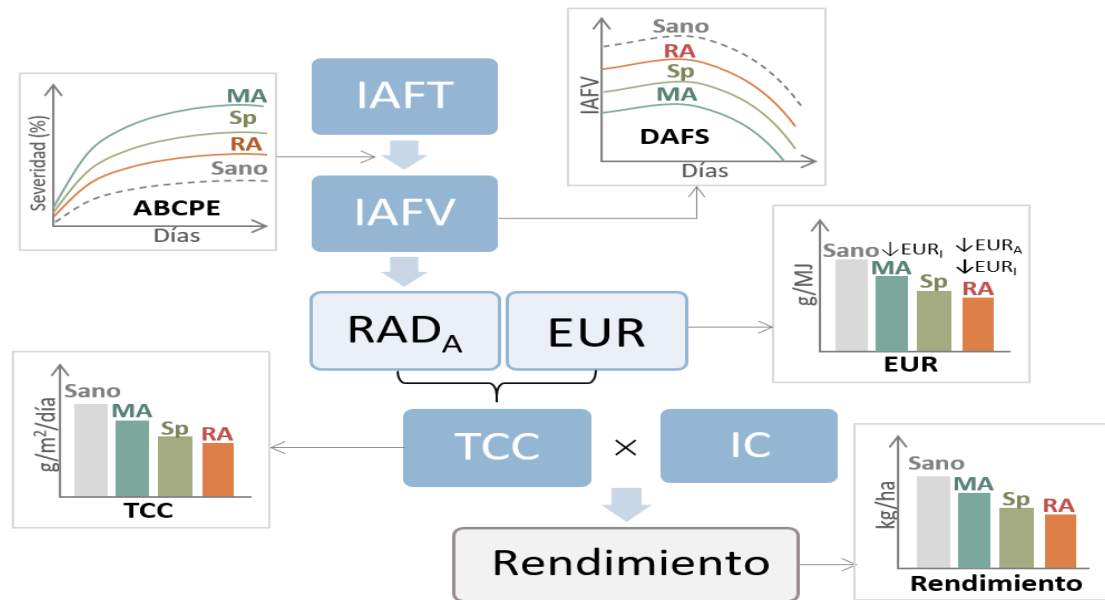 IAFT
IAFV
RAD_A
EUR
TCC
×
IC
Rendimiento
Severidad (%)
MA
Sp
RA
Sano
ABCPE
Días
IAFV
Sano
RA
Sp
MA
DAFS
Días
g/MJ
Sano
↓EUR_I
↓EUR_A
MA
↓EUR_I
Sp
RA
EUR
g/m²/día
Sano
MA
Sp
RA
TCC
kg/ha
Sano
MA
Sp
RA
Rendimiento